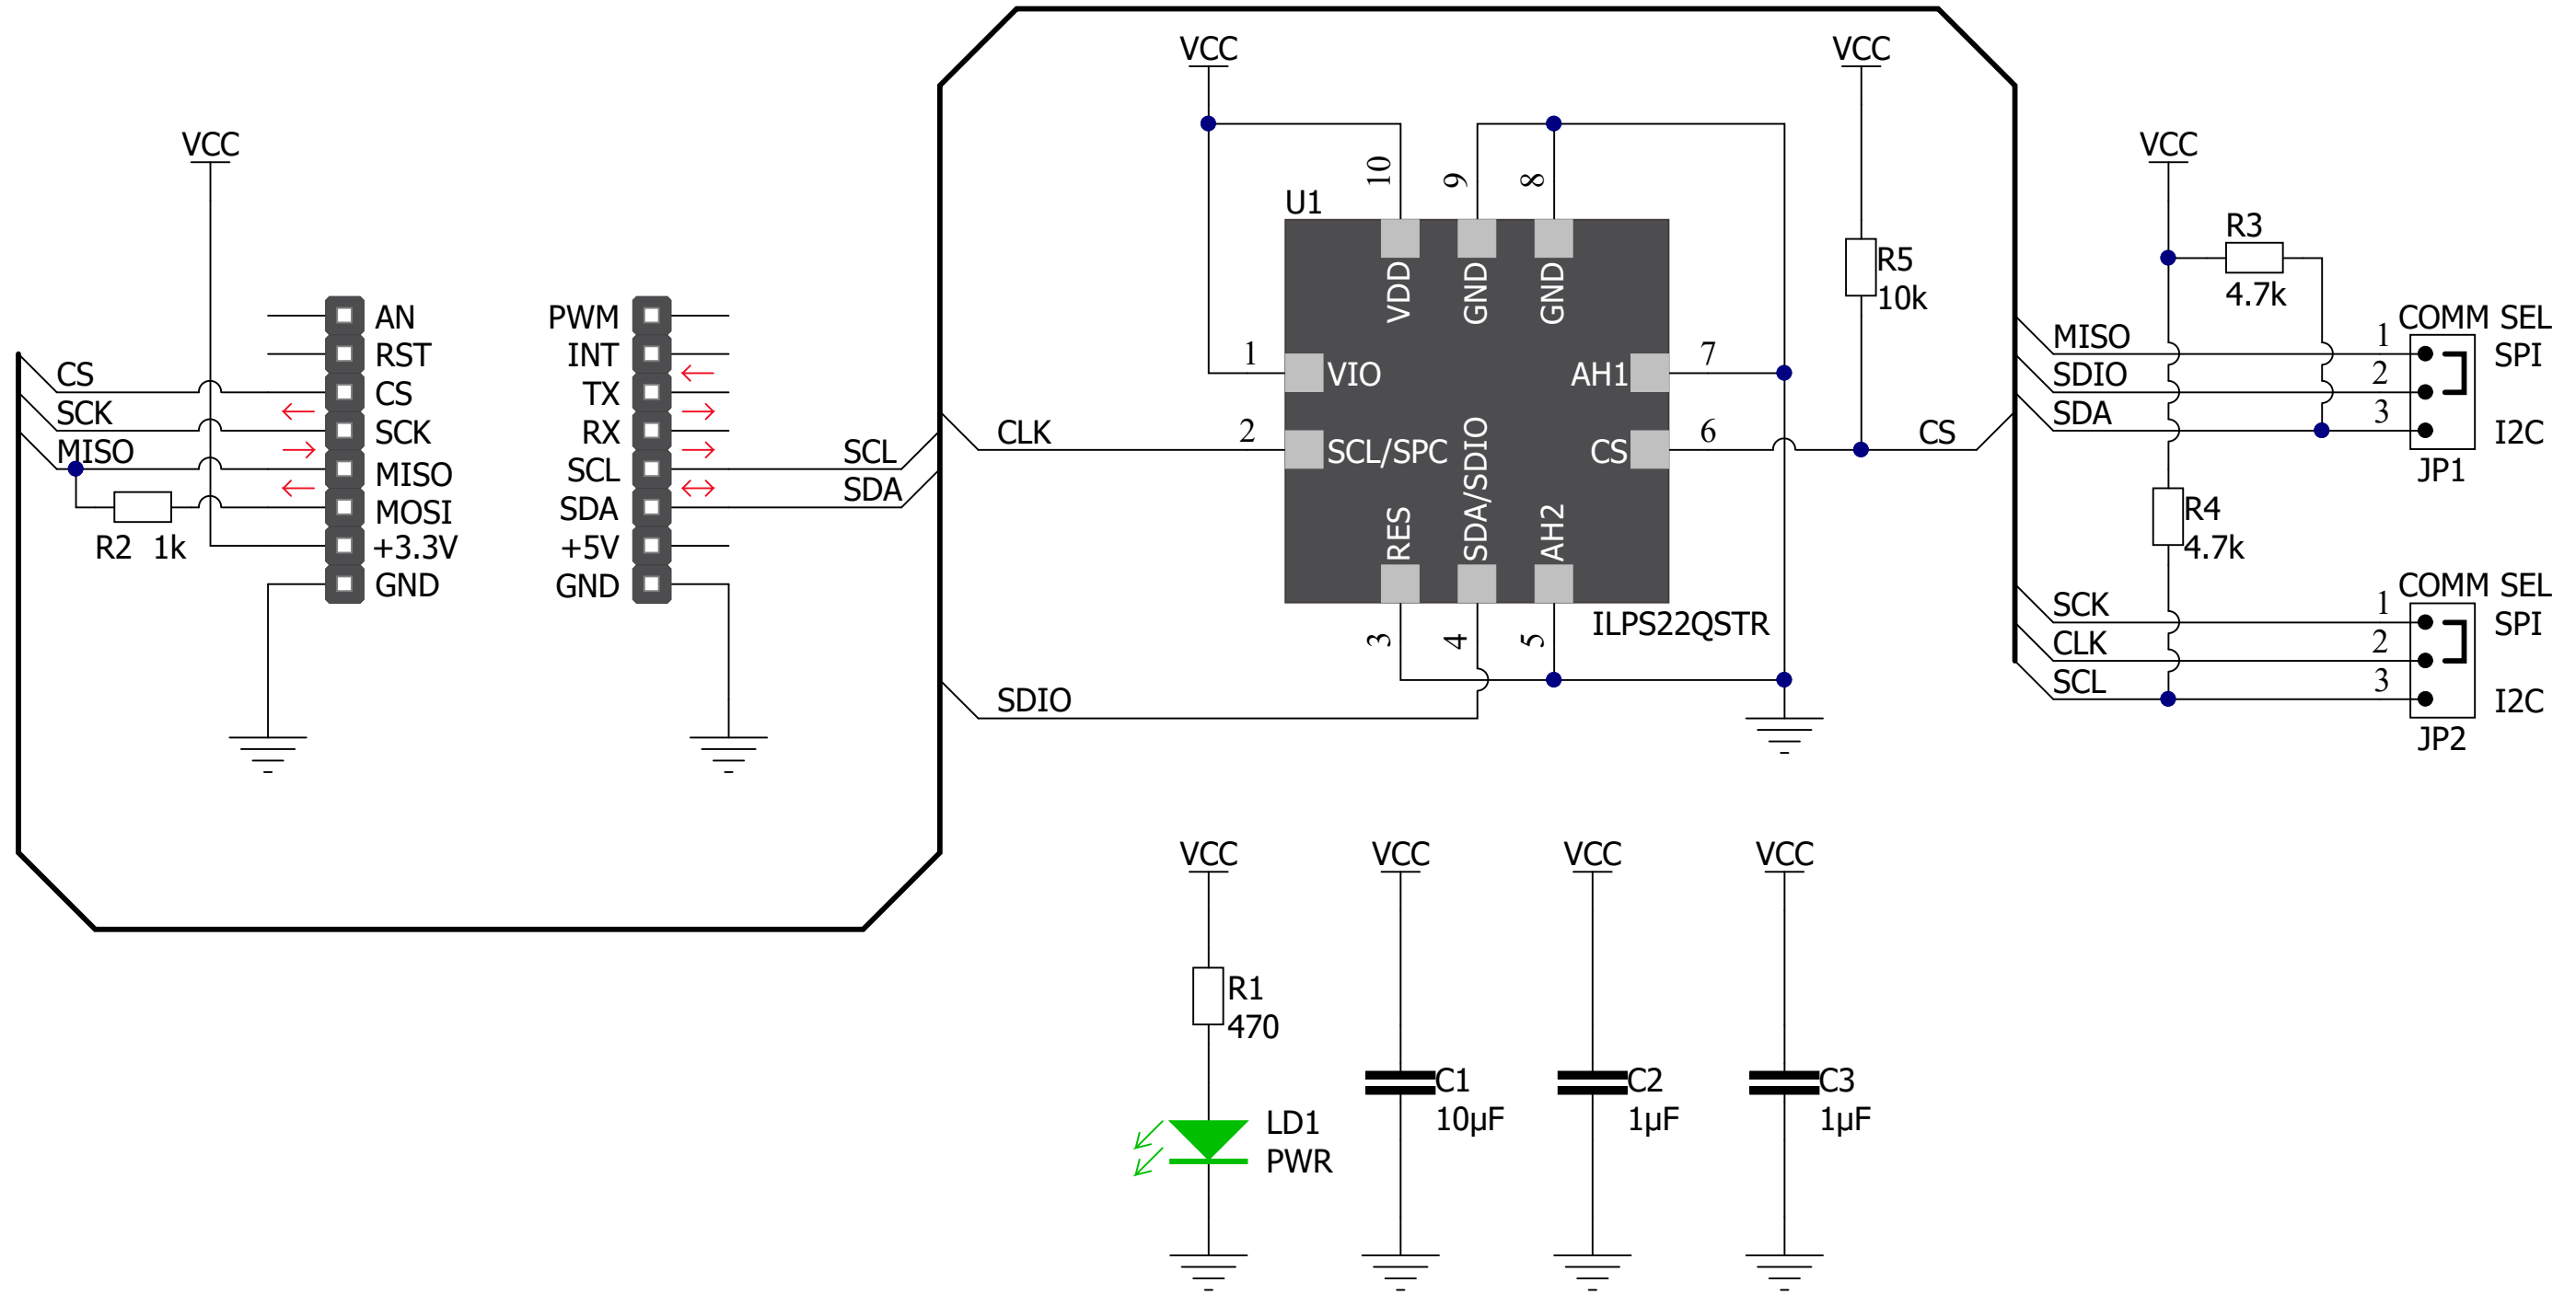 VCC
AN
RST
CS
CS
SCK
SCK
MISO
MISO
MOSI
R2 1k
+3.3V
GND
PWM
INT
TX
RX
SCL
SCL
SDA
SDA
+5V
GND
VCC
U1
10
9
8
VDD
GND
GND
1
VIO
AH1
7
CLK
2
SCL/SPC
CS
6
CS
RES
SDA/SDIO
AH2
3
4
5
ILPS22QSTR
SDIO
VCC
R5
10k
VCC
R3
4.7k
COMM SEL
MISO
1
SPI
SDIO
2
SDA
3
I2C
JP1
R4
4.7k
COMM SEL
SCK
1
SPI
CLK
2
SCL
3
I2C
JP2
VCC
R1
470
LD1
PWR
VCC
C1
10µF
VCC
C2
1µF
VCC
C3
1µF